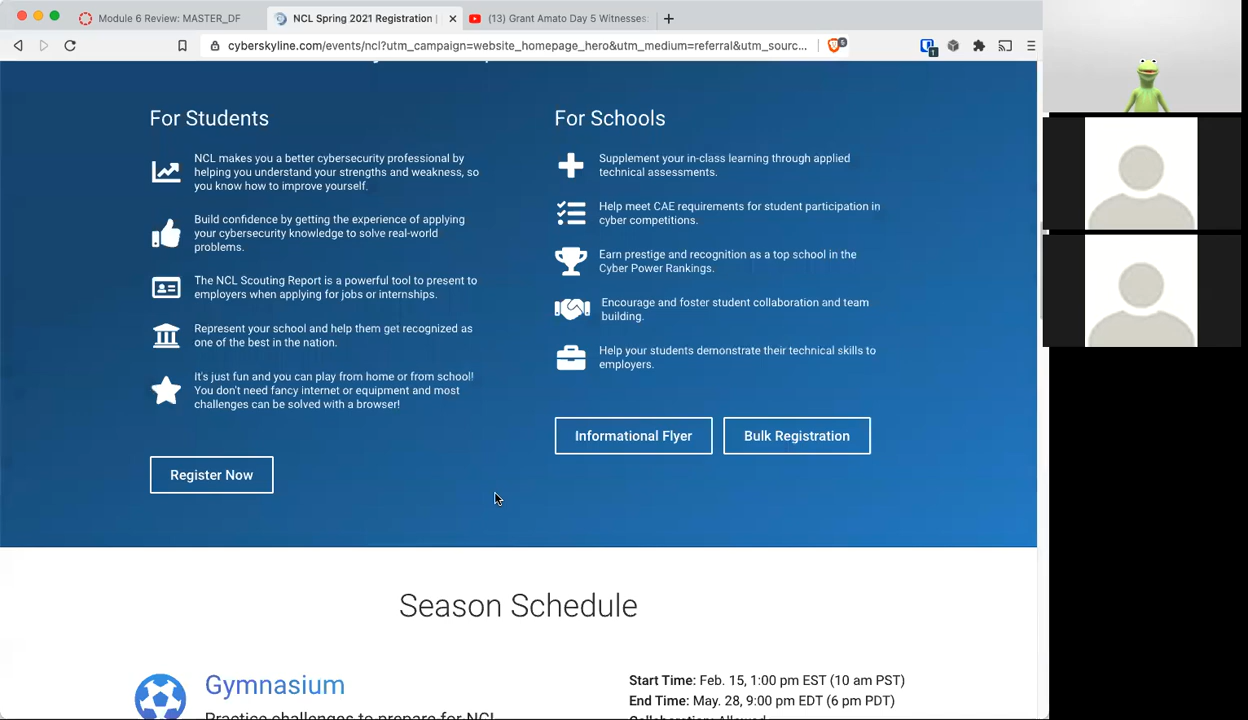 Module 6 Review: MASTER_DF
NCL Spring 2021 Registration |
(13) Grant Amato Day 5 Witnesses:
cyberskyline.com/events/ncl?utm_campaign=website_homepage_hero&utm_medium=referral&utm_sourc...
5
1
For Students
NCL makes you a better cybersecurity professional by
helping you understand your strengths and weakness, so
you know how to improve yourself.
Build confidence by getting the experience of applying
your cybersecurity knowledge to solve real-world
problems.
The NCL Scouting Report is a powerful tool to present to
employers when applying for jobs or internships.
Represent your school and help them get recognized as
one of the best in the nation.
It's just fun and you can play from home or from school!
You don't need fancy internet or equipment and most
challenges can be solved with a browser!
Register Now
For Schools
Supplement your in-class learning through applied
technical assessments.
Help meet CAE requirements for student participation in
cyber competitions.
Earn prestige and recognition as a top school in the
Cyber Power Rankings.
Encourage and foster student collaboration and team
building.
Help your students demonstrate their technical skills to
employers.
Informational Flyer
Bulk Registration
Season Schedule
Gymnasium
Practice challenges to prepare for NCL
Start Time: Feb. 15, 1:00 pm EST (10 am PST)
End Time: May. 28, 9:00 pm EDT (6 pm PDT)
Collaboration: Allowed